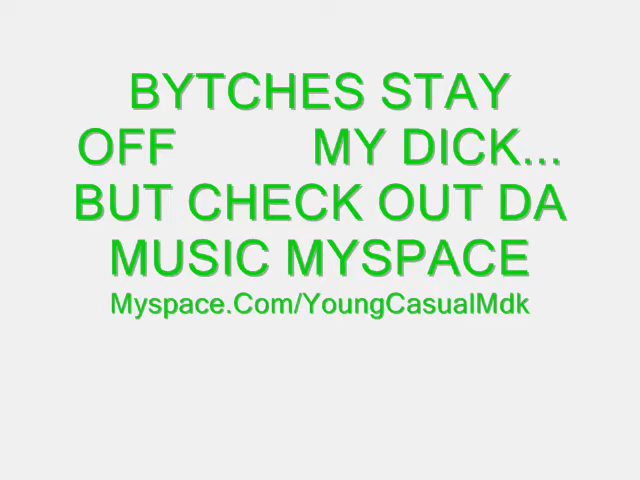 BYTCHES STAY
OFF MY DICK...
BUT CHECK OUT DA
MUSIC MYSPACE
Myspace.Com/YoungCasualMdk